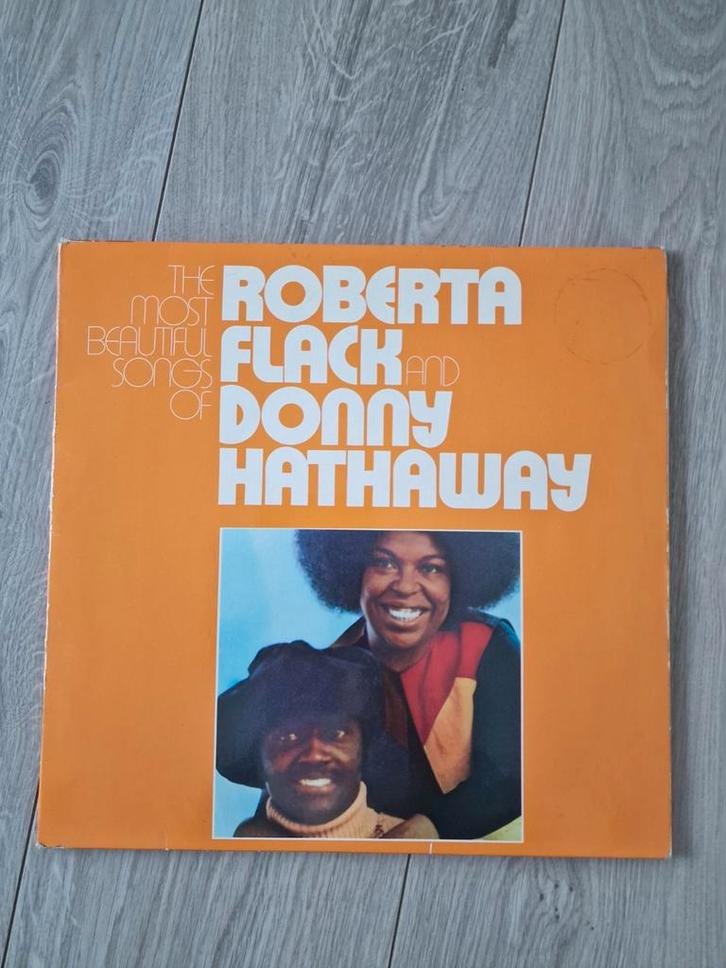 THE
MOST
BEAUTIFUL
SONGS
OF
ROBERTA
FLACK AND
DONNY
HATHAWAY